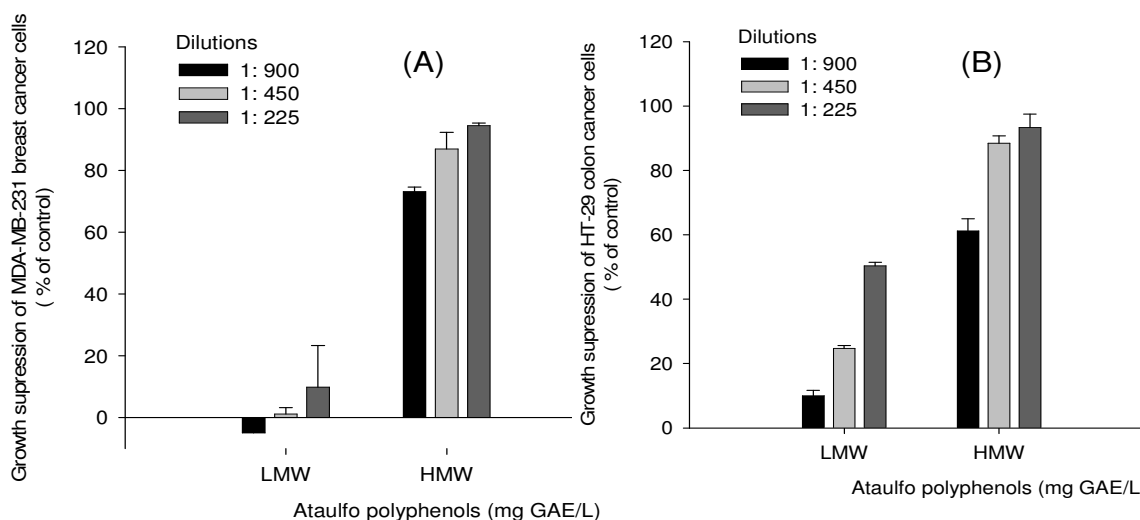 Growth supression of MDA-MB-231 breast cancer cells
( % of control)
120
100
80
60
40
20
0
Dilutions
1: 900
1: 450
1: 225
(A)
LMW
HMW
Ataulfo polyphenols (mg GAE/L)
Growth supression of HT-29 colon cancer cells
( % of control)
120
100
80
60
40
20
0
Dilutions
1: 900
1: 450
1: 225
(B)
LMW
HMW
Ataulfo polyphenols (mg GAE/L